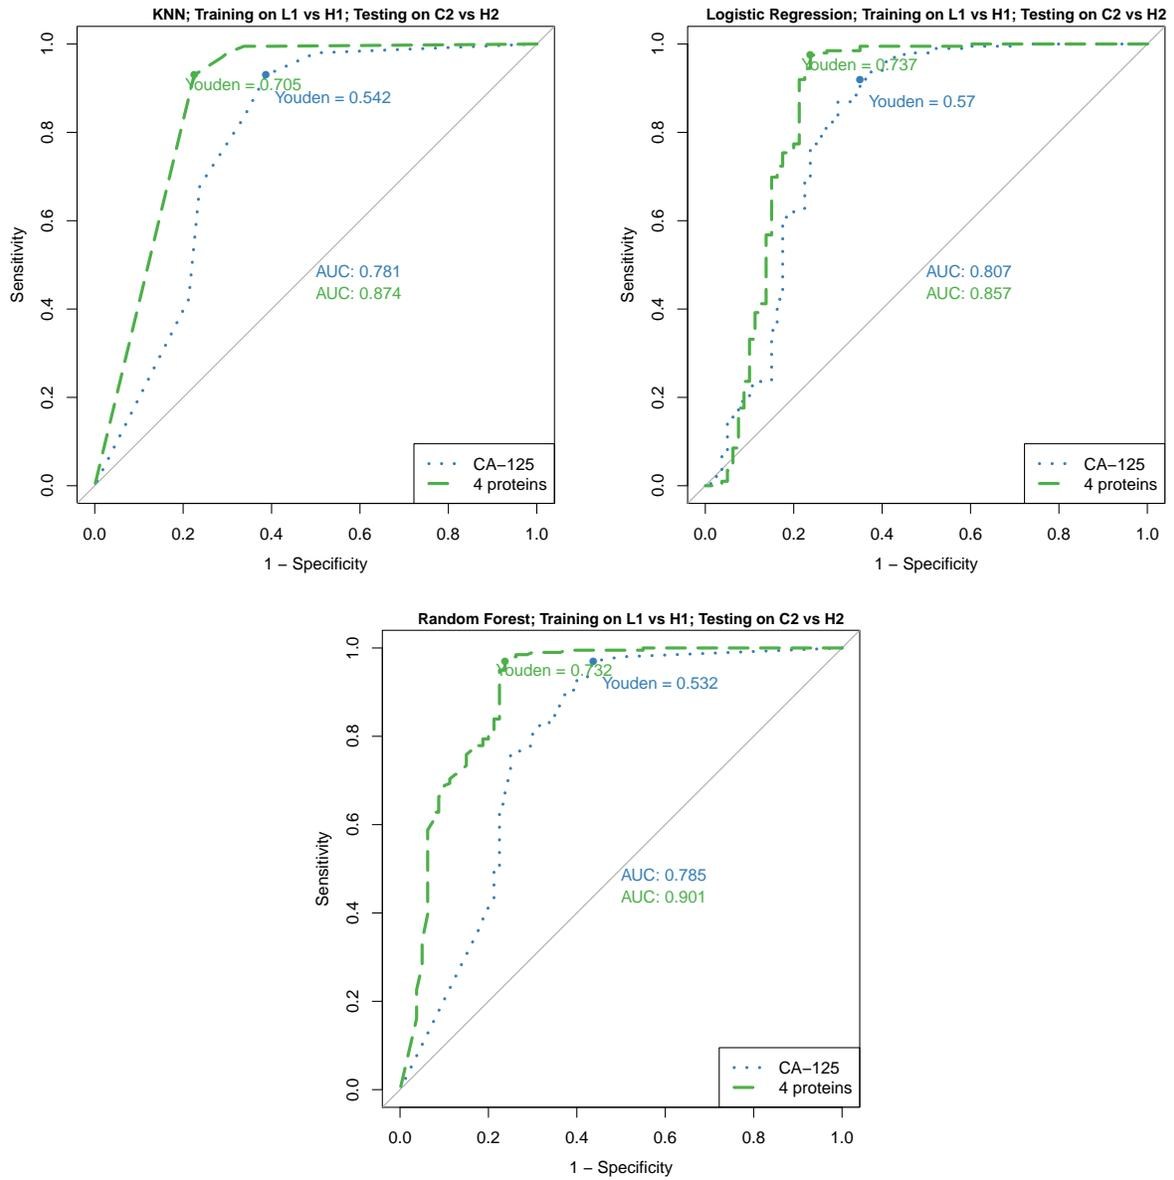 KNN; Training on L1 vs H1; Testing on C2 vs H2
Sensitivity
1.0
0.8
0.6
0.4
0.2
0.0
Youden = 0.705
Youden = 0.542
AUC: 0.781
AUC: 0.874
CA−125
4 proteins
0.0 0.2 0.4 0.6 0.8 1.0
1 − Specificity
Logistic Regression; Training on L1 vs H1; Testing on C2 vs H2
Sensitivity
1.0
0.8
0.6
0.4
0.2
0.0
Youden = 0.737
Youden = 0.57
AUC: 0.807
AUC: 0.857
CA−125
4 proteins
0.0 0.2 0.4 0.6 0.8 1.0
1 − Specificity
Random Forest; Training on L1 vs H1; Testing on C2 vs H2
Sensitivity
1.0
0.8
0.6
0.4
0.2
0.0
Youden = 0.732
Youden = 0.532
AUC: 0.785
AUC: 0.901
CA−125
4 proteins
0.0 0.2 0.4 0.6 0.8 1.0
1 − Specificity